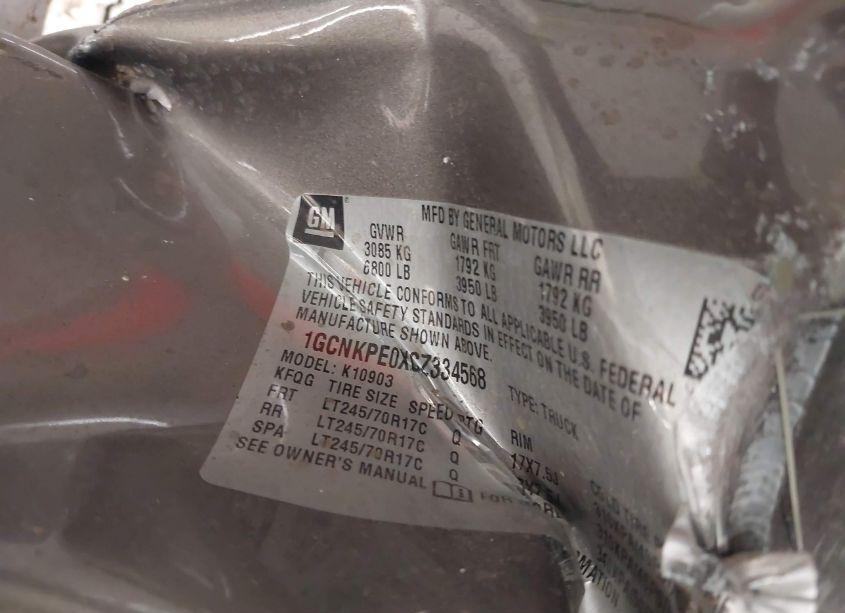 GM
MFD BY GENERAL MOTORS LLC
GVWR GAWR FRT GAWR RR
3085 KG 1792 KG 1792 KG
6800 LB 3950 LB 3950 LB
THIS VEHICLE CONFORMS TO ALL APPLICABLE U.S. FEDERAL
VEHICLE SAFETY STANDARDS IN EFFECT ON THE DATE OF
MANUFACTURE SHOWN ABOVE.
1GCNKPE0XCZ334568
TYPE: TRUCK
MODEL: K10903
KFQG TIRE SIZE SPEED RTG RIM
FRT LT245/70R17C Q 17X7.5J
RR LT245/70R17C Q
SPA LT245/70R17C Q
SEE OWNER'S MANUAL FOR